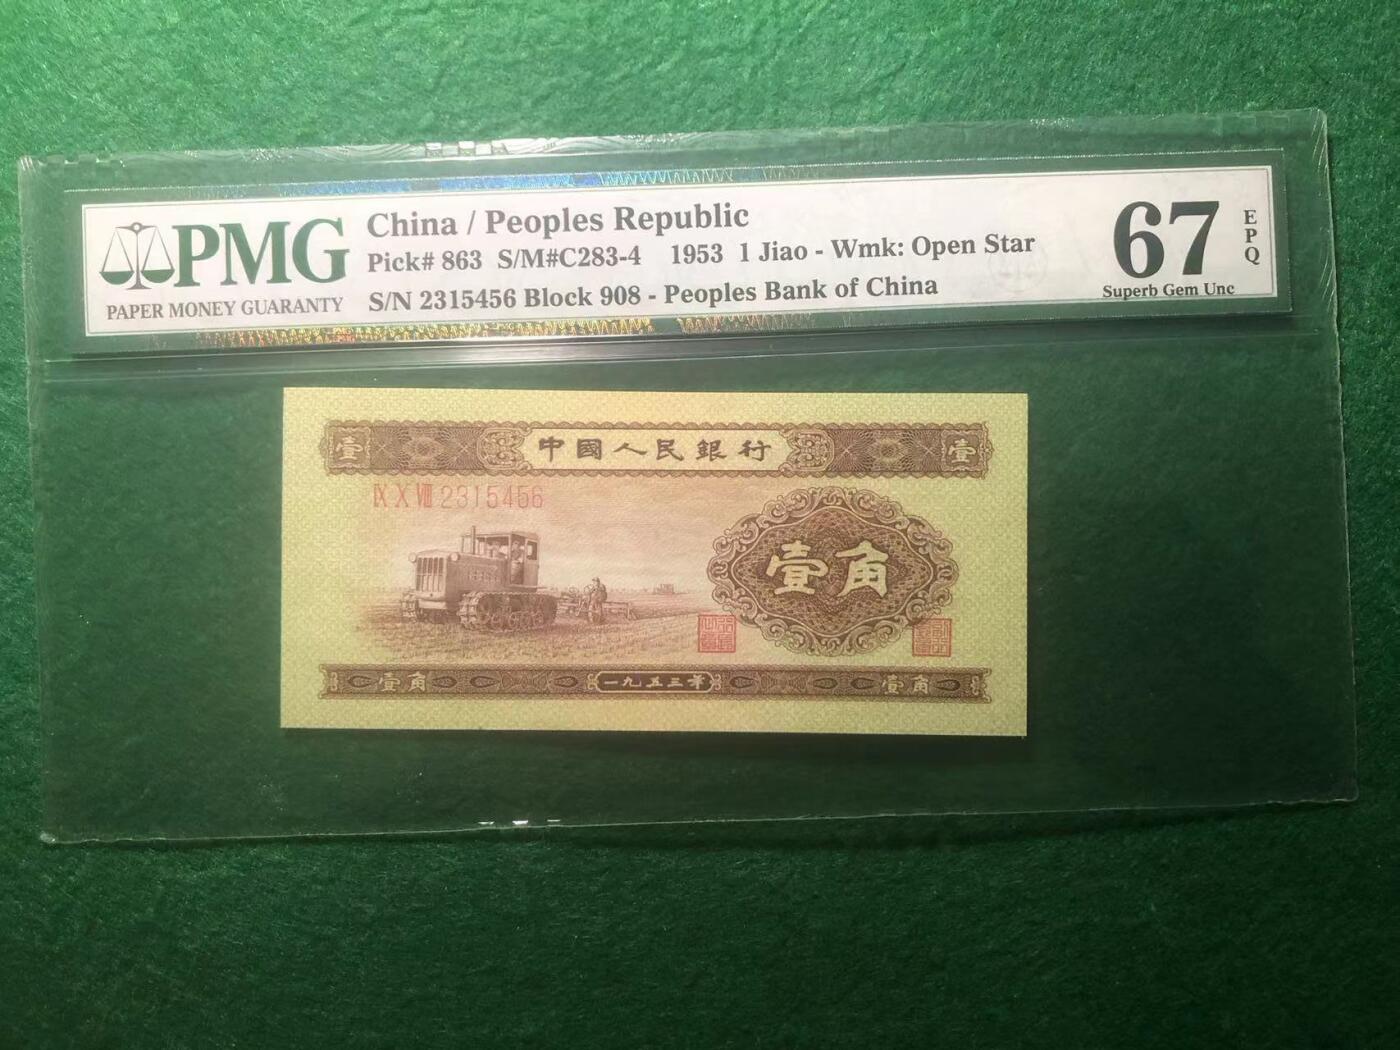 PMG
PAPER MONEY GUARANTY
China / Peoples Republic
Pick# 863 S/M#C283-4 1953 1 Jiao - Wmk: Open Star
S/N 2315456 Block 908 - Peoples Bank of China
67
EPQ
Superb Gem Unc
壹 中國人民銀行 壹
IX X VIII 2315456
壹角
壹角 一九五三年 壹角